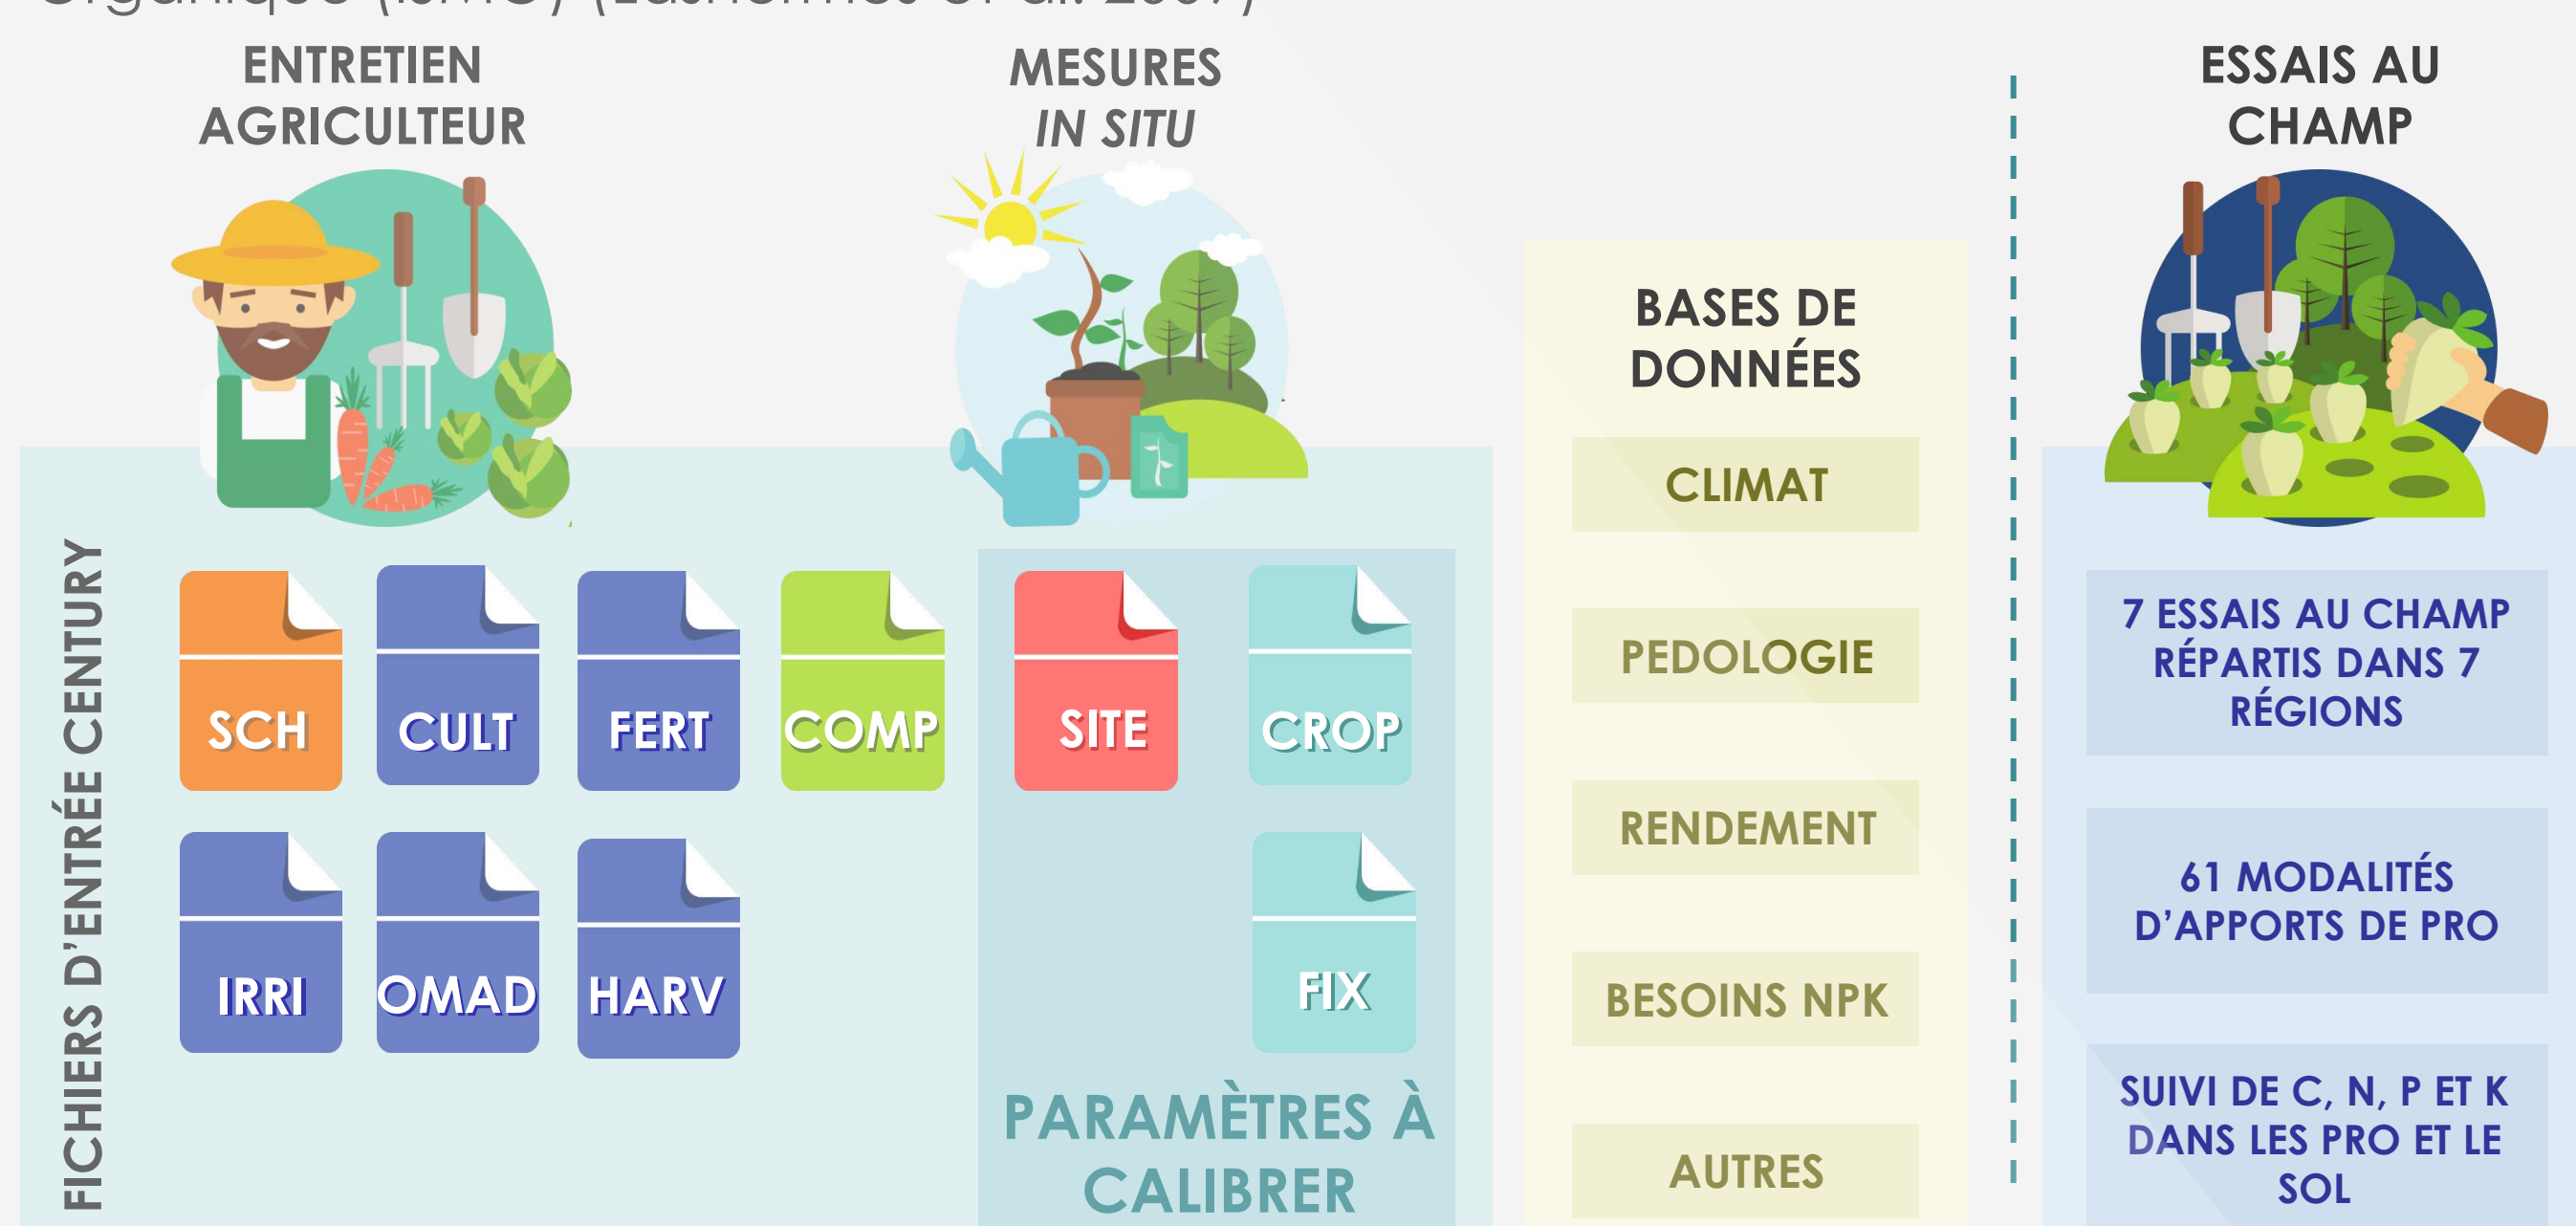 ENTRETIEN
AGRICULTEUR
MESURES
IN SITU
ESSAIS AU
CHAMP
BASES DE
DONNÉES
CLIMAT
PEDOLOGIE
RENDEMENT
BESOINS NPK
AUTRES
FICHIERS D'ENTRÉE CENTURY
SCH
CULT
FERT
COMP
SITE
CROP
IRRI
OMAD
HARV
FIX
PARAMÈTRES À
CALIBRER
7 ESSAIS AU CHAMP
RÉPARTIS DANS 7
RÉGIONS
61 MODALITÉS
D'APPORTS DE PRO
SUIVI DE C, N, P ET K
DANS LES PRO ET LE
SOL